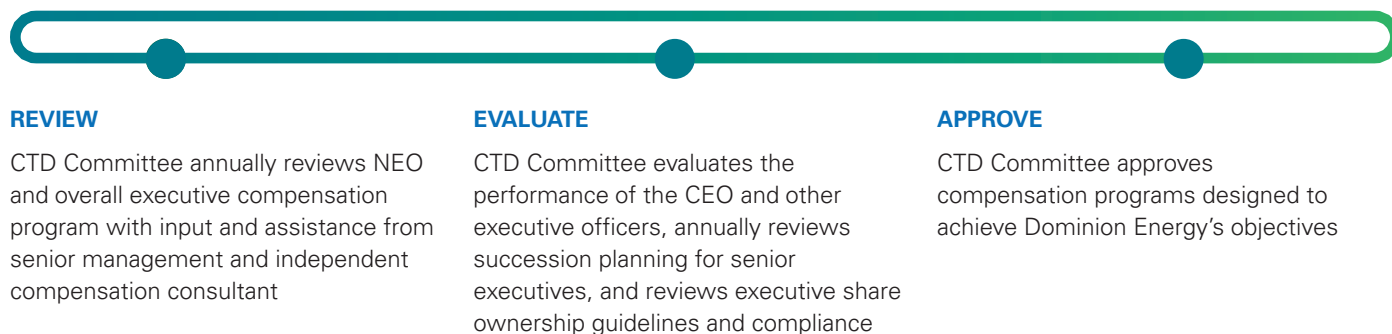 REVIEW
CTD Committee annually reviews NEO
and overall executive compensation
program with input and assistance from
senior management and independent
compensation consultant
EVALUATE
CTD Committee evaluates the
performance of the CEO and other
executive officers, annually reviews
succession planning for senior
executives, and reviews executive share
ownership guidelines and compliance
APPROVE
CTD Committee approves
compensation programs designed to
achieve Dominion Energy’s objectives